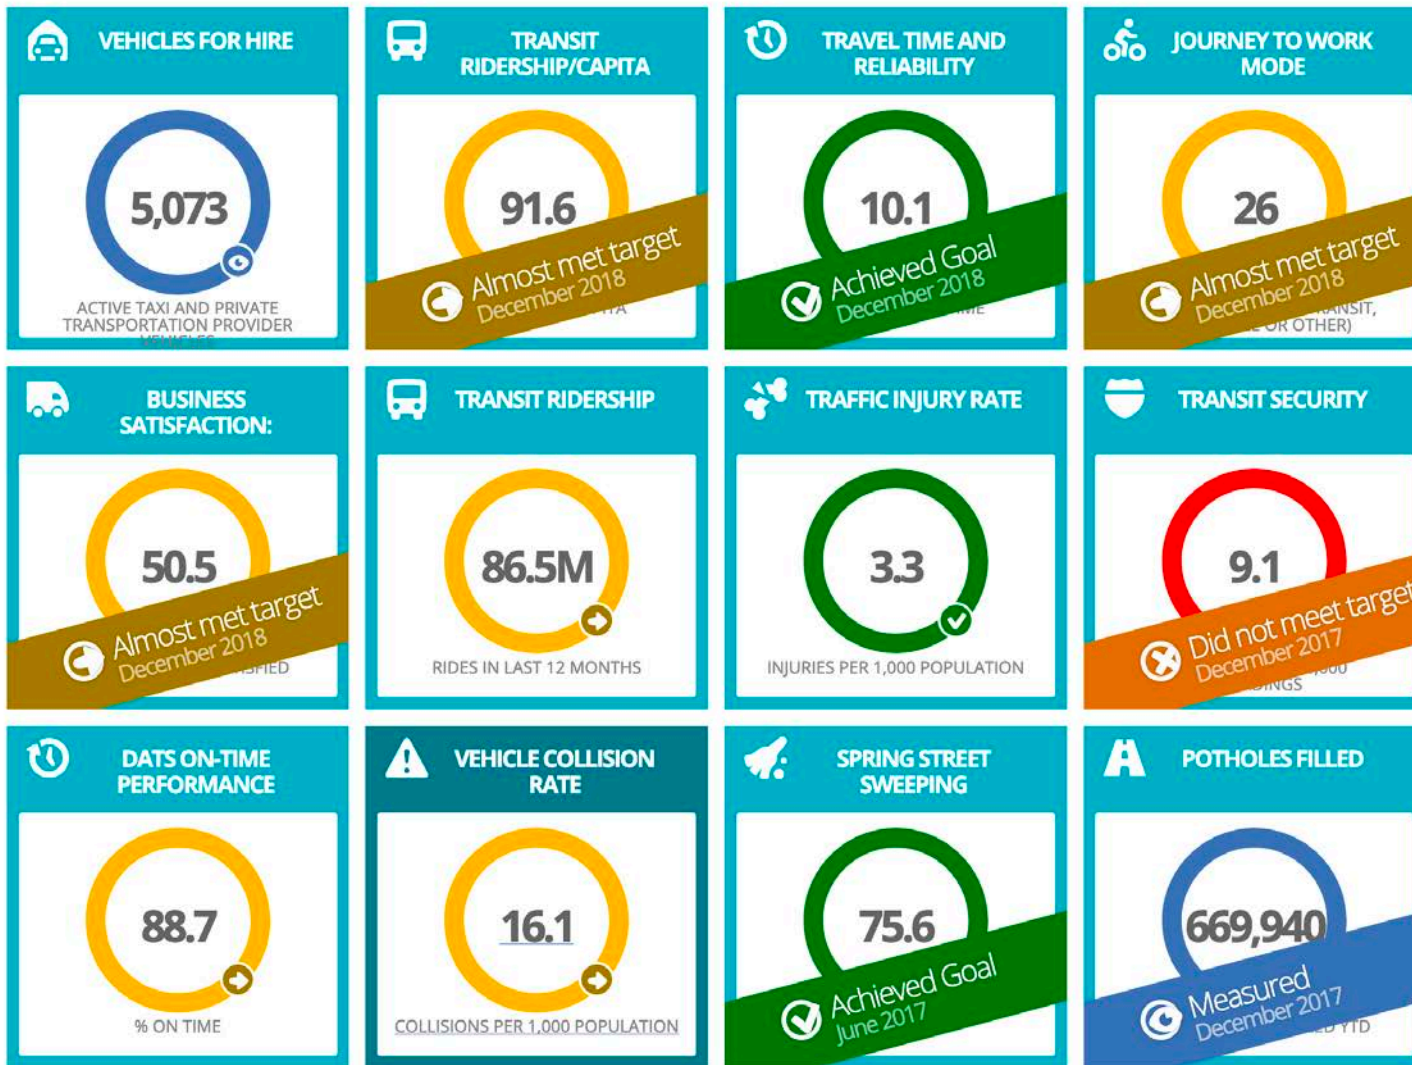 VEHICLES FOR HIRE
5,073
ACTIVE TAXI AND PRIVATE
TRANSPORTATION PROVIDER
VEHICLES
TRANSIT
RIDERSHIP/CAPITA
91.6
Almost met target
December 2018
TRAVEL TIME AND
RELIABILITY
10.1
Achieved Goal
December 2018
JOURNEY TO WORK
MODE
26
Almost met target
December 2018
OR OTHER)
BUSINESS
SATISFACTION:
50.5
Almost met target
December 2018
TRANSIT RIDERSHIP
86.5M
RIDES IN LAST 12 MONTHS
TRAFFIC INJURY RATE
3.3
INJURIES PER 1,000 POPULATION
TRANSIT SECURITY
9.1
Did not meet target
December 2017
DATS ON-TIME
PERFORMANCE
88.7
% ON TIME
VEHICLE COLLISION
RATE
16.1
COLLISIONS PER 1,000 POPULATION
SPRING STREET
SWEEPING
75.6
Achieved Goal
June 2017
POTHOLES FILLED
669,940
Measured
December 2017
YTD